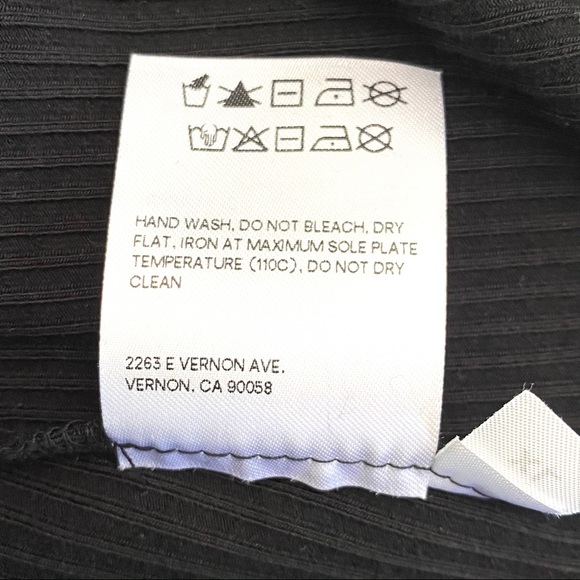 HAND WASH, DO NOT BLEACH, DRY
FLAT, IRON AT MAXIMUM SOLE PLATE
TEMPERATURE (110C), DO NOT DRY
CLEAN
2263 E VERNON AVE,
VERNON, CA 90058